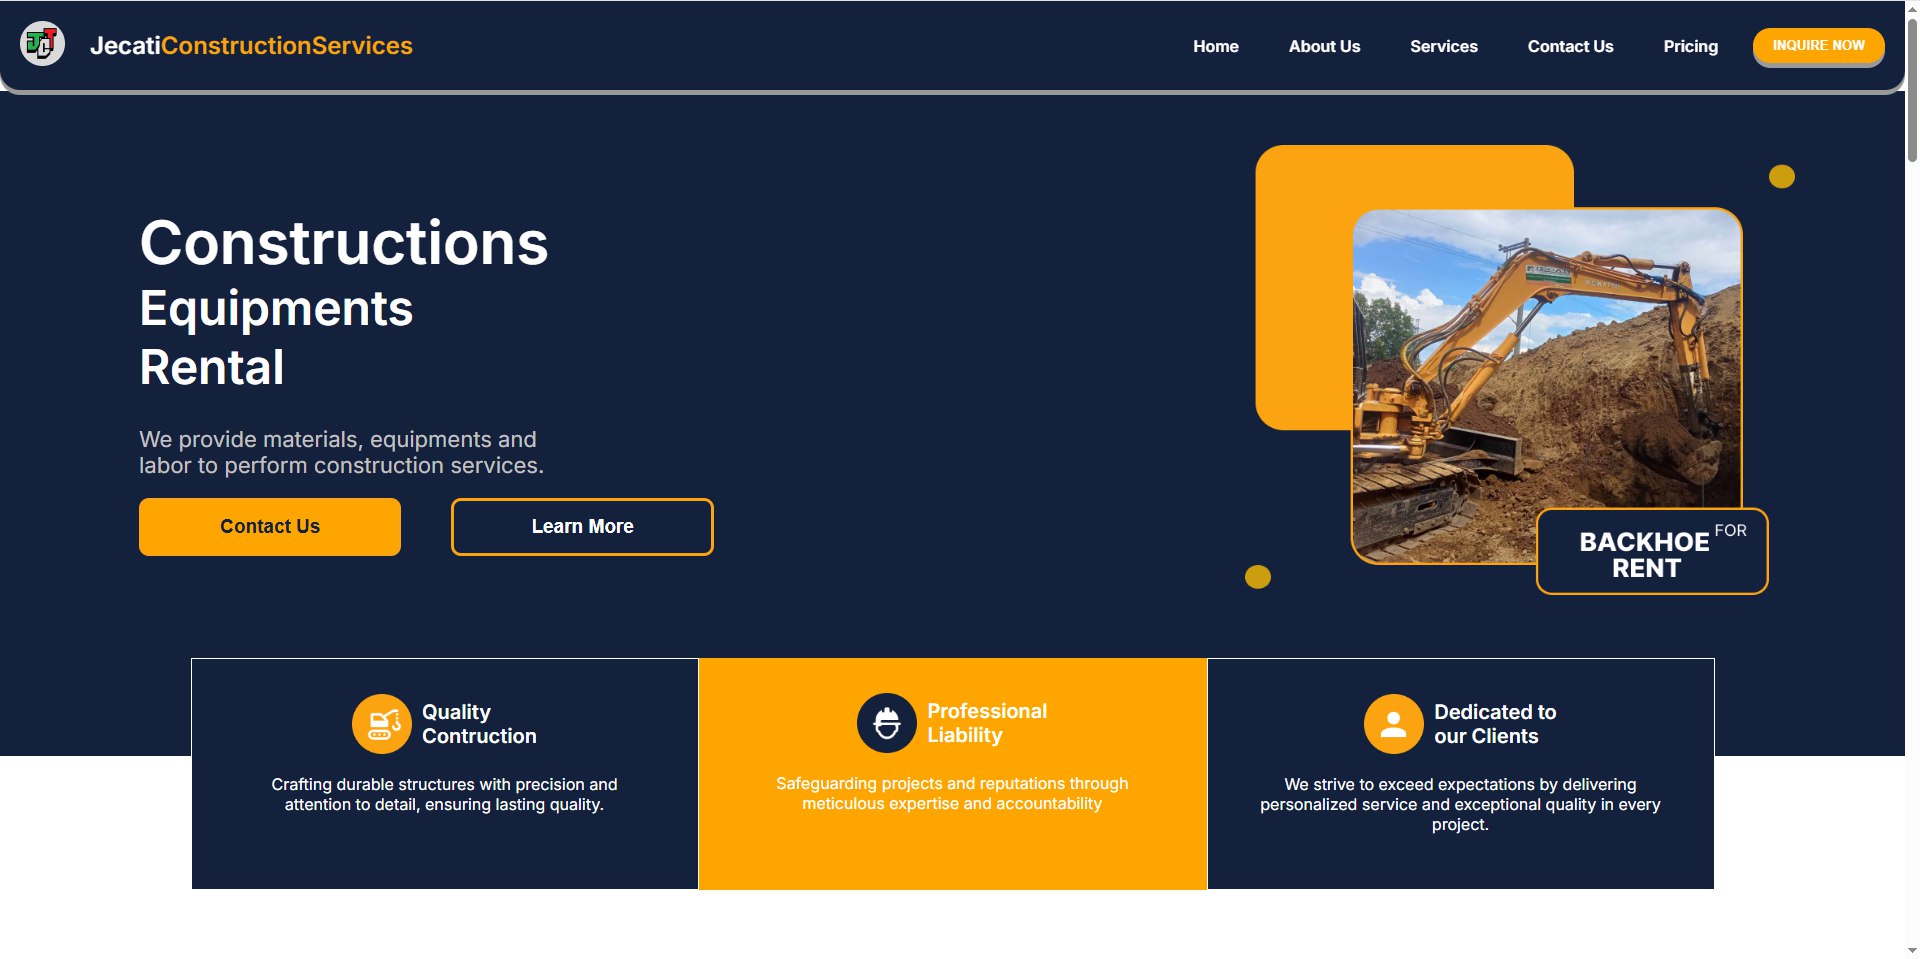 JCT
JecatiConstructionServices
Home
About Us
Services
Contact Us
Pricing
INQUIRE NOW
Constructions
Equipments
Rental
We provide materials, equipments and
labor to perform construction services.
Contact Us
Learn More
KOMATSU
BACKHOE FOR
RENT
Quality
Contruction
Crafting durable structures with precision and
attention to detail, ensuring lasting quality.
Professional
Liability
Safeguarding projects and reputations through
meticulous expertise and accountability
Dedicated to
our Clients
We strive to exceed expectations by delivering
personalized service and exceptional quality in every
project.